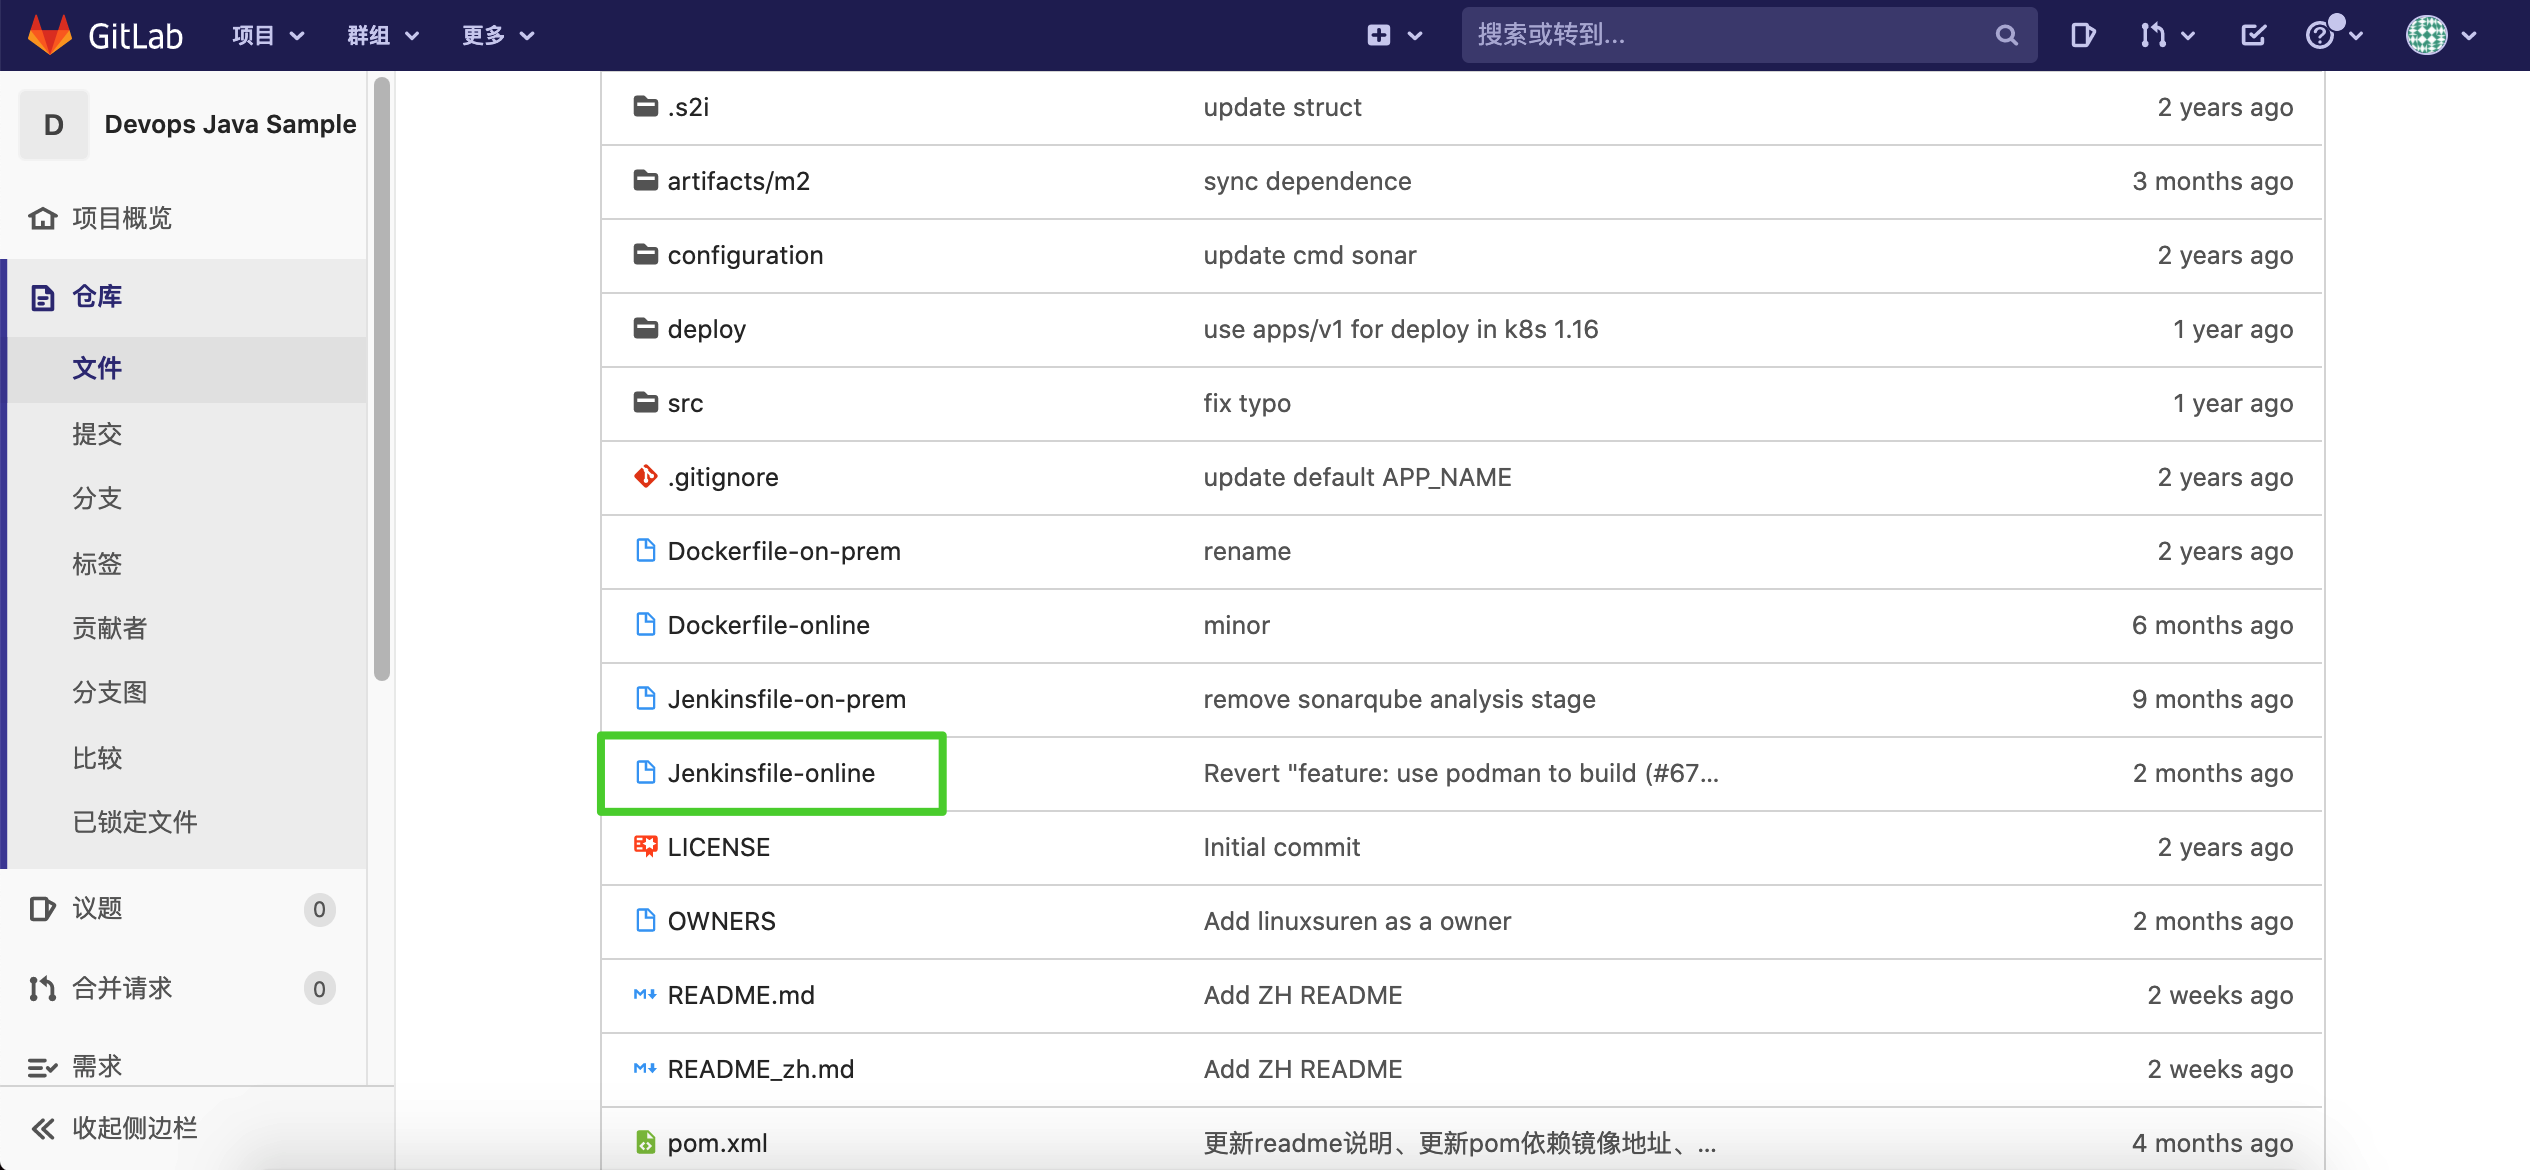 GitLab 项目 群组 更多 搜索或转到...
D Devops Java Sample
项目概览
仓库
文件
提交
分支
标签
贡献者
分支图
比较
已锁定文件
议题 0
合并请求 0
需求
收起侧边栏
.s2i update struct 2 years ago
artifacts/m2 sync dependence 3 months ago
configuration update cmd sonar 2 years ago
deploy use apps/v1 for deploy in k8s 1.16 1 year ago
src fix typo 1 year ago
.gitignore update default APP_NAME 2 years ago
Dockerfile-on-prem rename 2 years ago
Dockerfile-online minor 6 months ago
Jenkinsfile-on-prem remove sonarqube analysis stage 9 months ago
Jenkinsfile-online Revert "feature: use podman to build (#67... 2 months ago
LICENSE Initial commit 2 years ago
OWNERS Add linuxsuren as a owner 2 months ago
README.md Add ZH README 2 weeks ago
README_zh.md Add ZH README 2 weeks ago
pom.xml 更新readme说明、更新pom依赖镜像地址、... 4 months ago